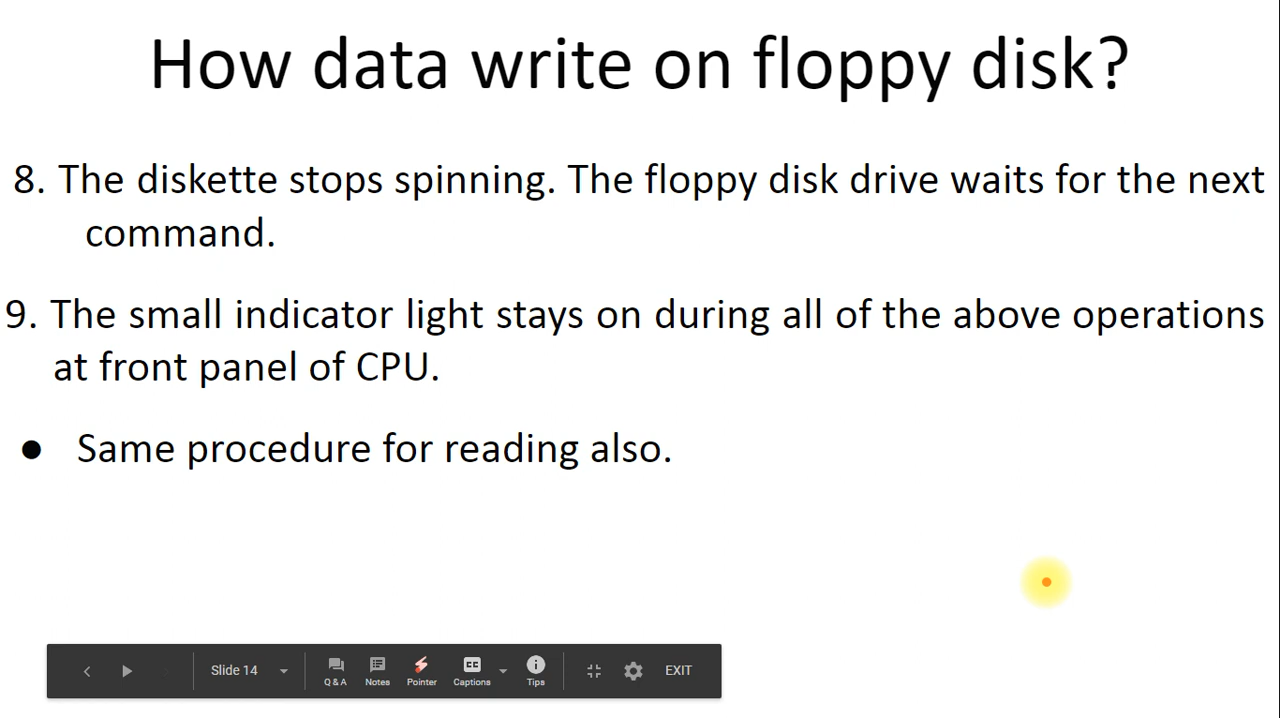 How data write on floppy disk?
8. The diskette stops spinning. The floppy disk drive waits for the next
command.
9. The small indicator light stays on during all of the above operations
at front panel of CPU.
● Same procedure for reading also.
Slide 14
Q & A
Notes
Pointer
CC
Captions
Tips
EXIT